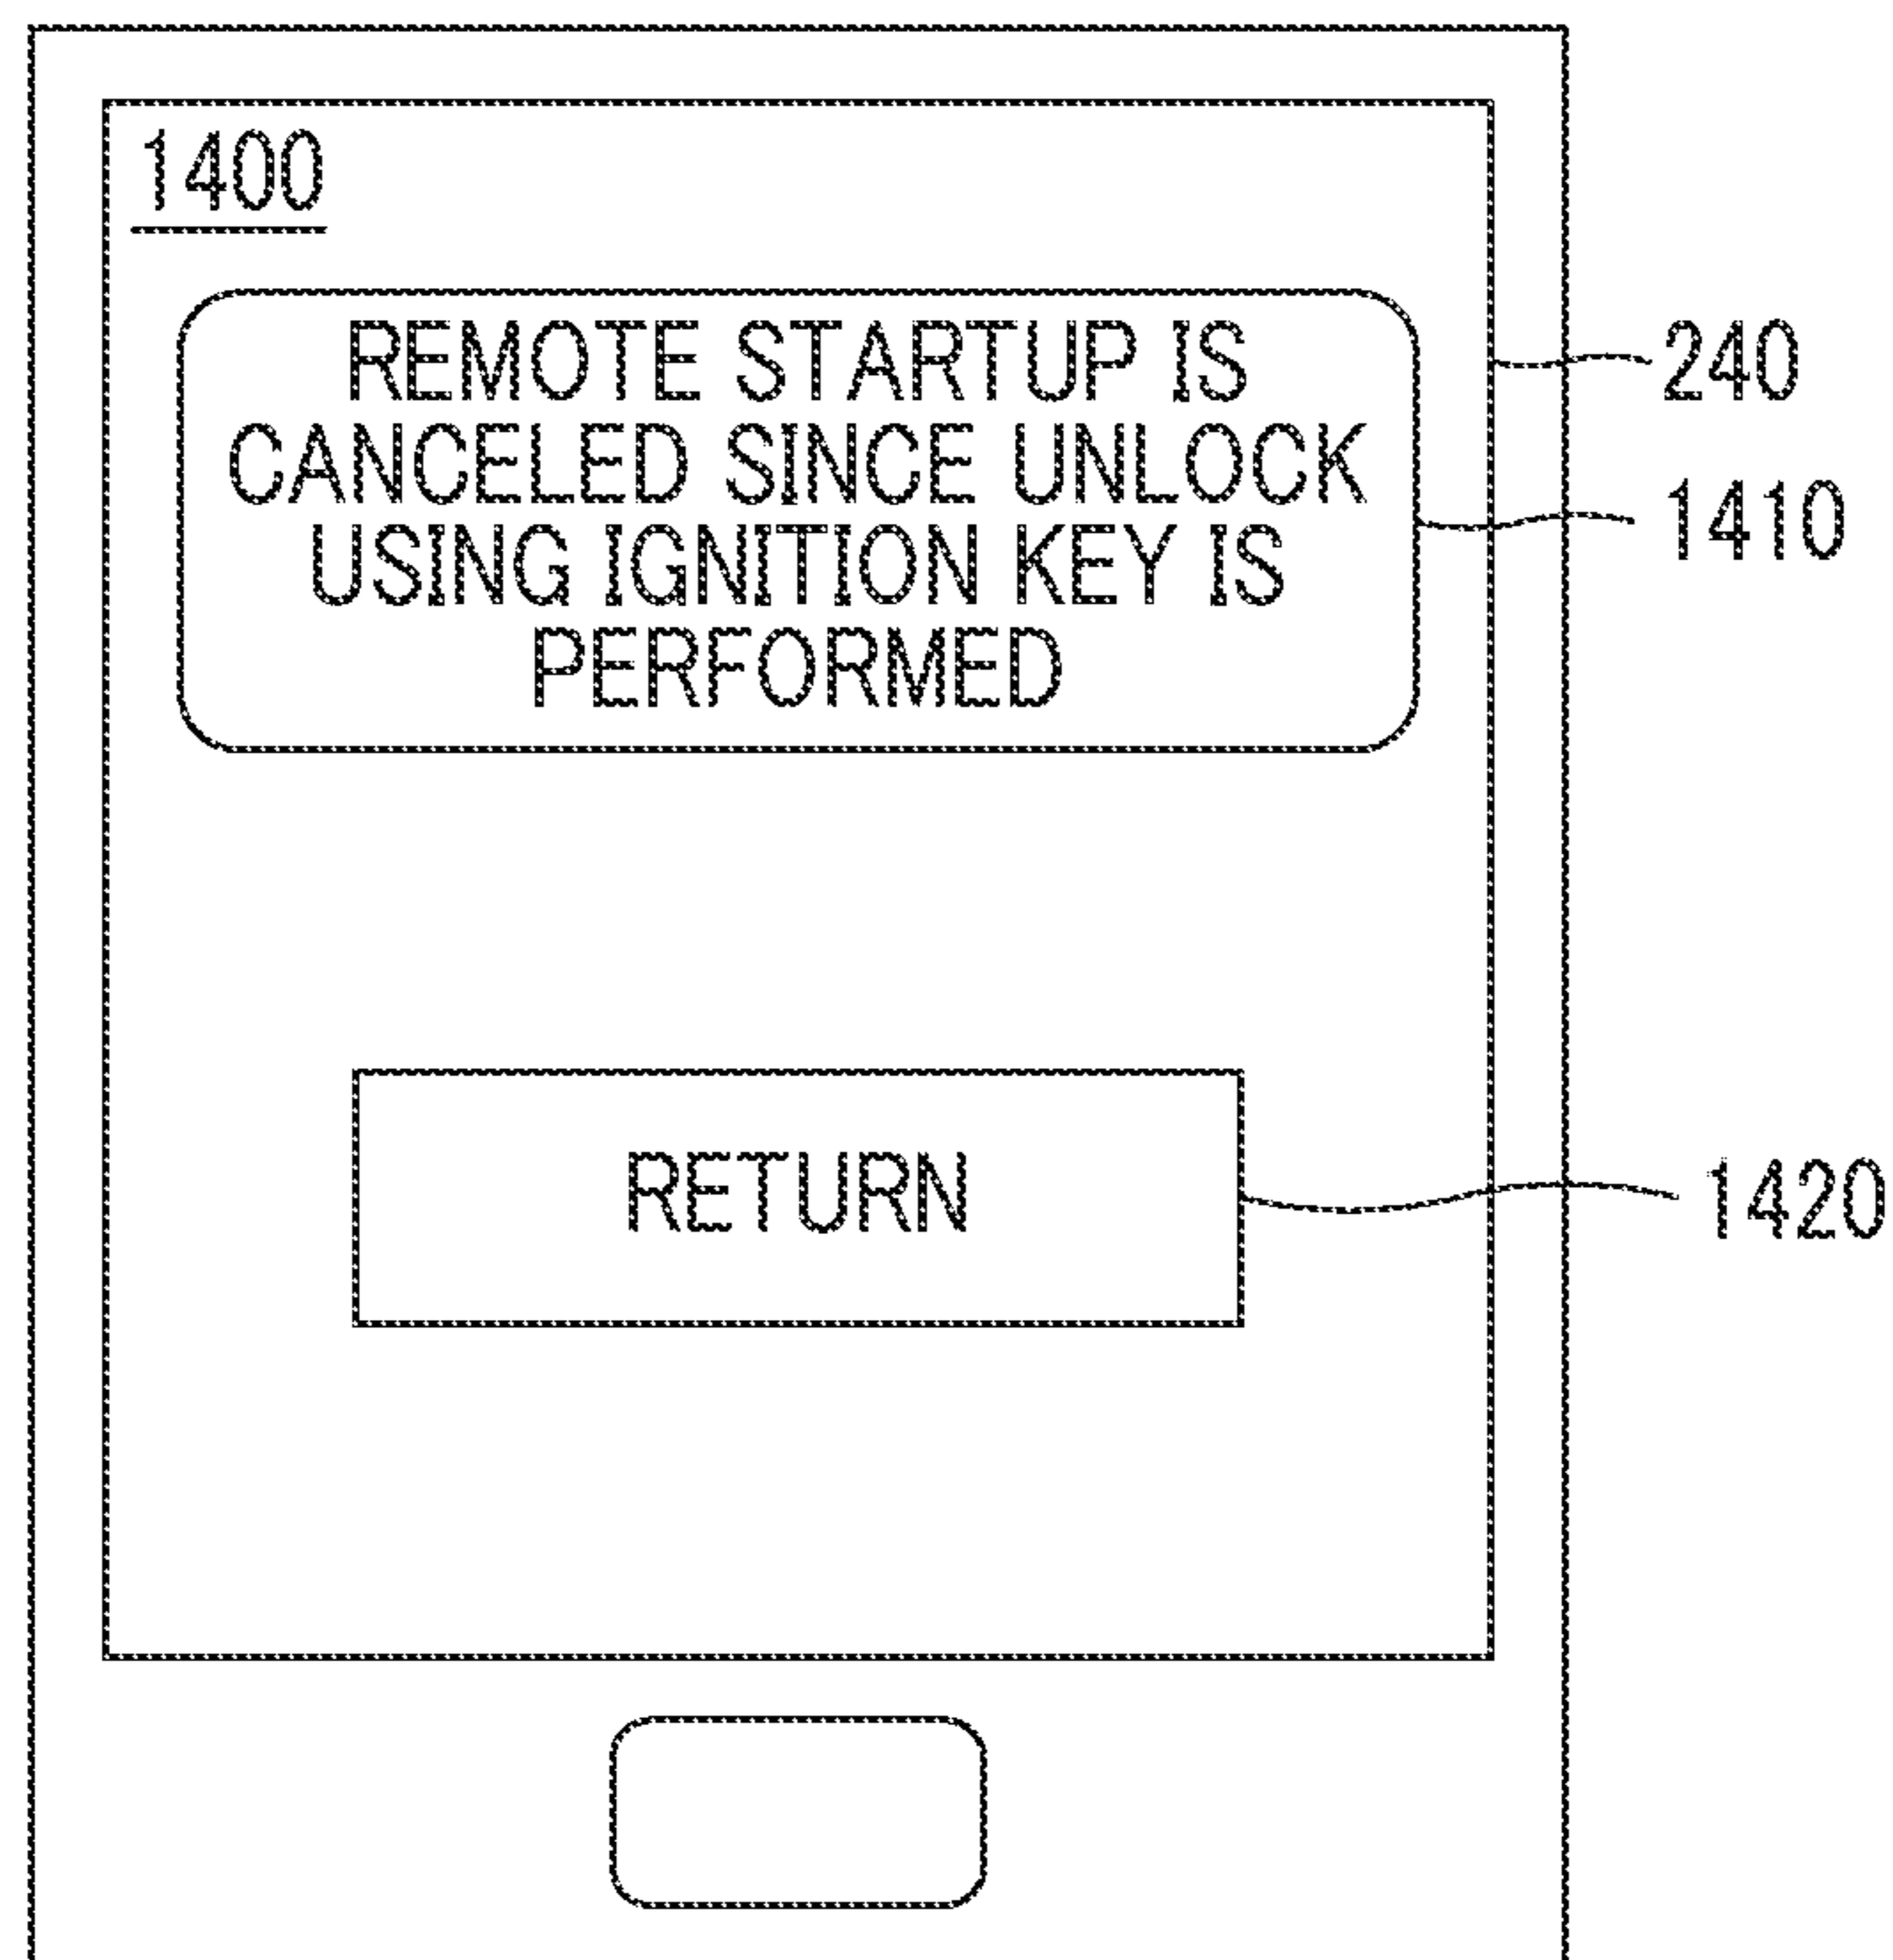 1400
REMOTE STARTUP IS
CANCELED SINCE UNLOCK
USING IGNITION KEY IS
PERFORMED
240
1410
RETURN
1420